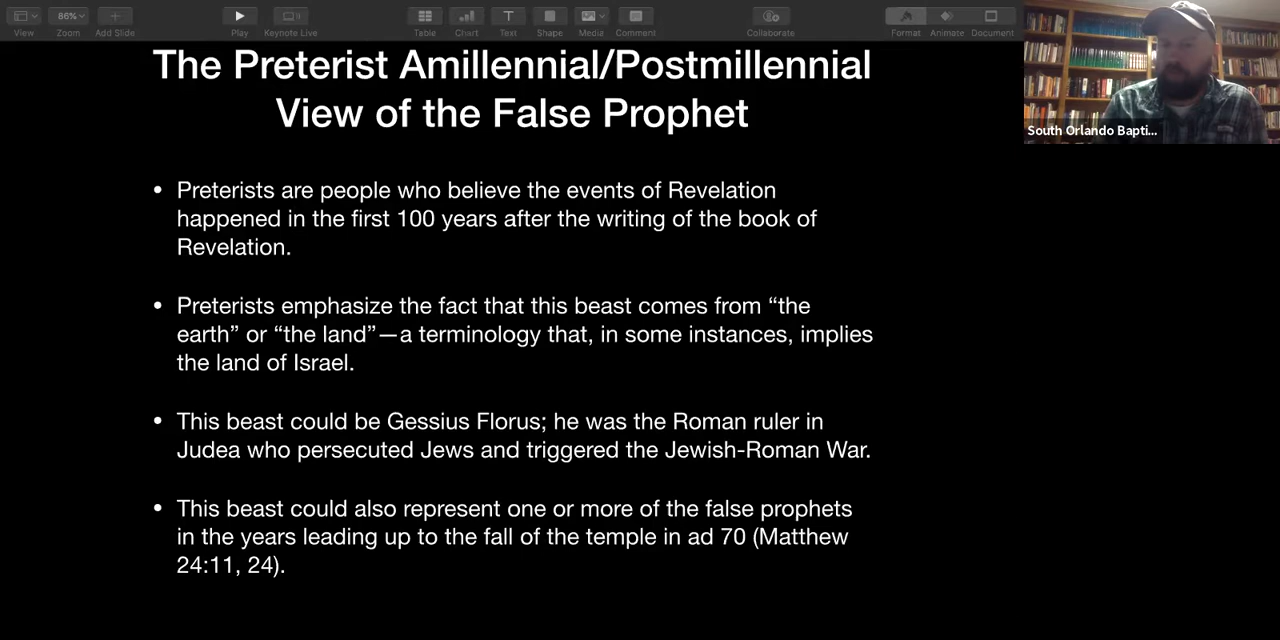 View
86%
Zoom
Add Slide
Play
Keynote Live
Table
Chart
Text
Shape
Media
Comment
Collaborate
Format
Animate
Document
The Preterist Amillennial/Postmillennial
View of the False Prophet
South Orlando Bapti...
• Preterists are people who believe the events of Revelation
happened in the first 100 years after the writing of the book of
Revelation.
• Preterists emphasize the fact that this beast comes from “the
earth” or “the land”—a terminology that, in some instances, implies
the land of Israel.
• This beast could be Gessius Florus; he was the Roman ruler in
Judea who persecuted Jews and triggered the Jewish-Roman War.
• This beast could also represent one or more of the false prophets
in the years leading up to the fall of the temple in ad 70 (Matthew
24:11, 24).